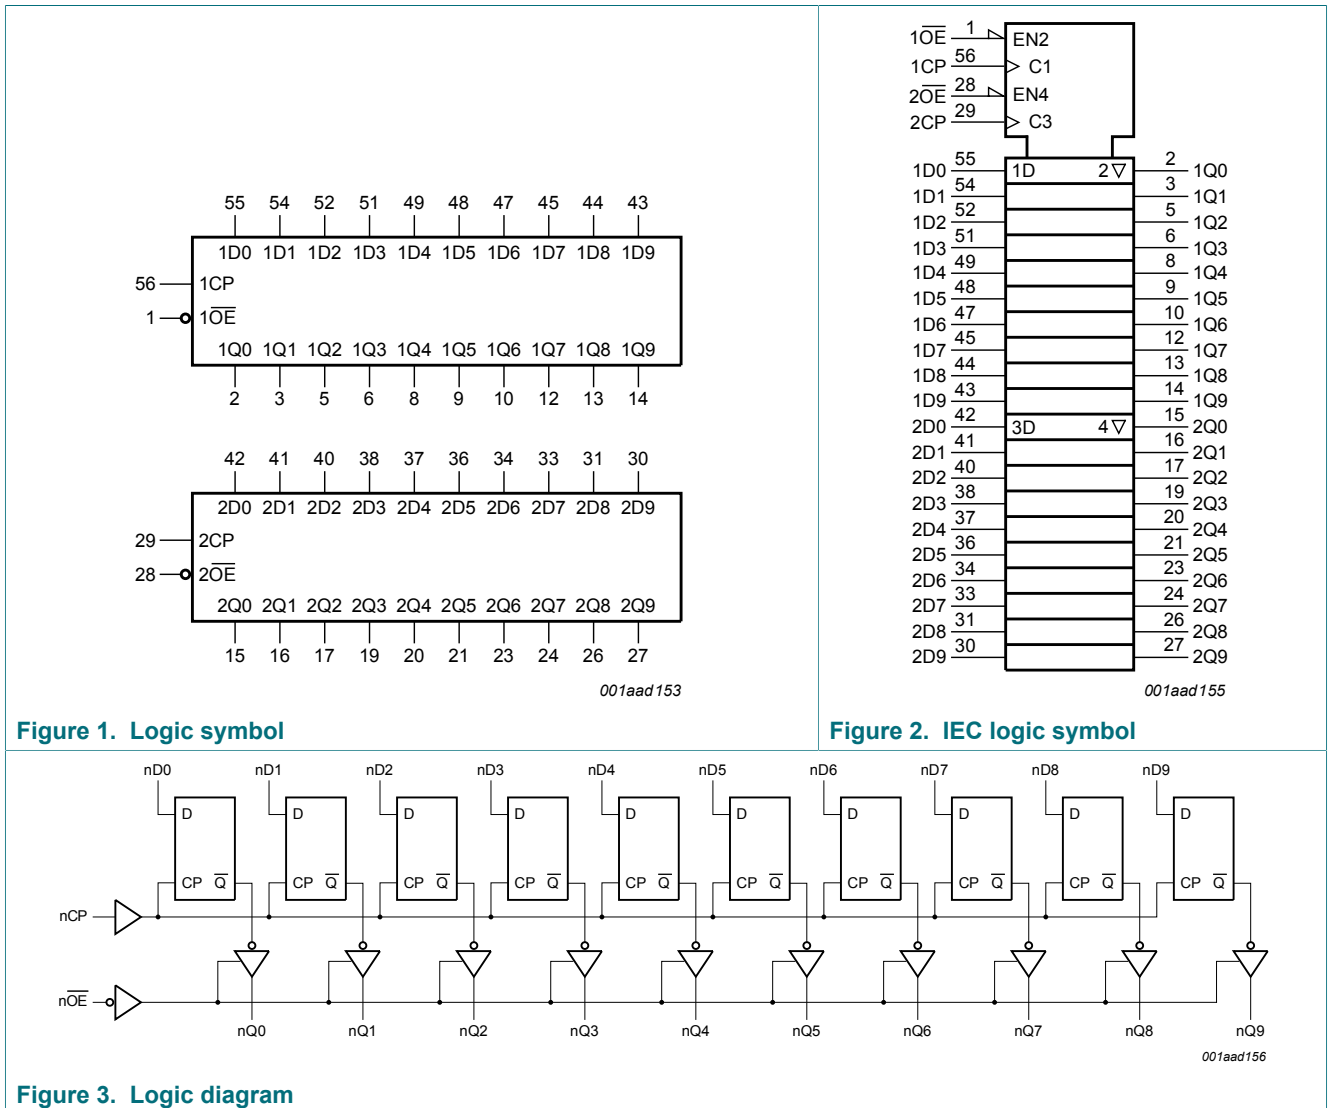 55 54 52 51 49 48 47 45 44 43
1D0 1D1 1D2 1D3 1D4 1D5 1D6 1D7 1D8 1D9
56 1CP
1 1O̅E̅
1Q0 1Q1 1Q2 1Q3 1Q4 1Q5 1Q6 1Q7 1Q8 1Q9
2 3 5 6 8 9 10 12 13 14
42 41 40 38 37 36 34 33 31 30
2D0 2D1 2D2 2D3 2D4 2D5 2D6 2D7 2D8 2D9
29 2CP
28 2O̅E̅
2Q0 2Q1 2Q2 2Q3 2Q4 2Q5 2Q6 2Q7 2Q8 2Q9
15 16 17 19 20 21 23 24 26 27
001aad153
Figure 1. Logic symbol
1O̅E̅ 1 EN2
1CP 56 C1
2O̅E̅ 28 EN4
2CP 29 C3
1D0 55 1D 2▽ 2 1Q0
1D1 54 3 1Q1
1D2 52 5 1Q2
1D3 51 6 1Q3
1D4 49 8 1Q4
1D5 48 9 1Q5
1D6 47 10 1Q6
1D7 45 12 1Q7
1D8 44 13 1Q8
1D9 43 14 1Q9
2D0 42 3D 4▽ 15 2Q0
2D1 41 16 2Q1
2D2 40 17 2Q2
2D3 38 19 2Q3
2D4 37 20 2Q4
2D5 36 21 2Q5
2D6 34 23 2Q6
2D7 33 24 2Q7
2D8 31 26 2Q8
2D9 30 27 2Q9
001aad155
Figure 2. IEC logic symbol
nD0 nD1 nD2 nD3 nD4 nD5 nD6 nD7 nD8 nD9
D D D D D D D D D D
CP Q̅ CP Q̅ CP Q̅ CP Q̅ CP Q̅ CP Q̅ CP Q̅ CP Q̅ CP Q̅ CP Q̅
nCP
nO̅E̅
nQ0 nQ1 nQ2 nQ3 nQ4 nQ5 nQ6 nQ7 nQ8 nQ9
001aad156
Figure 3. Logic diagram